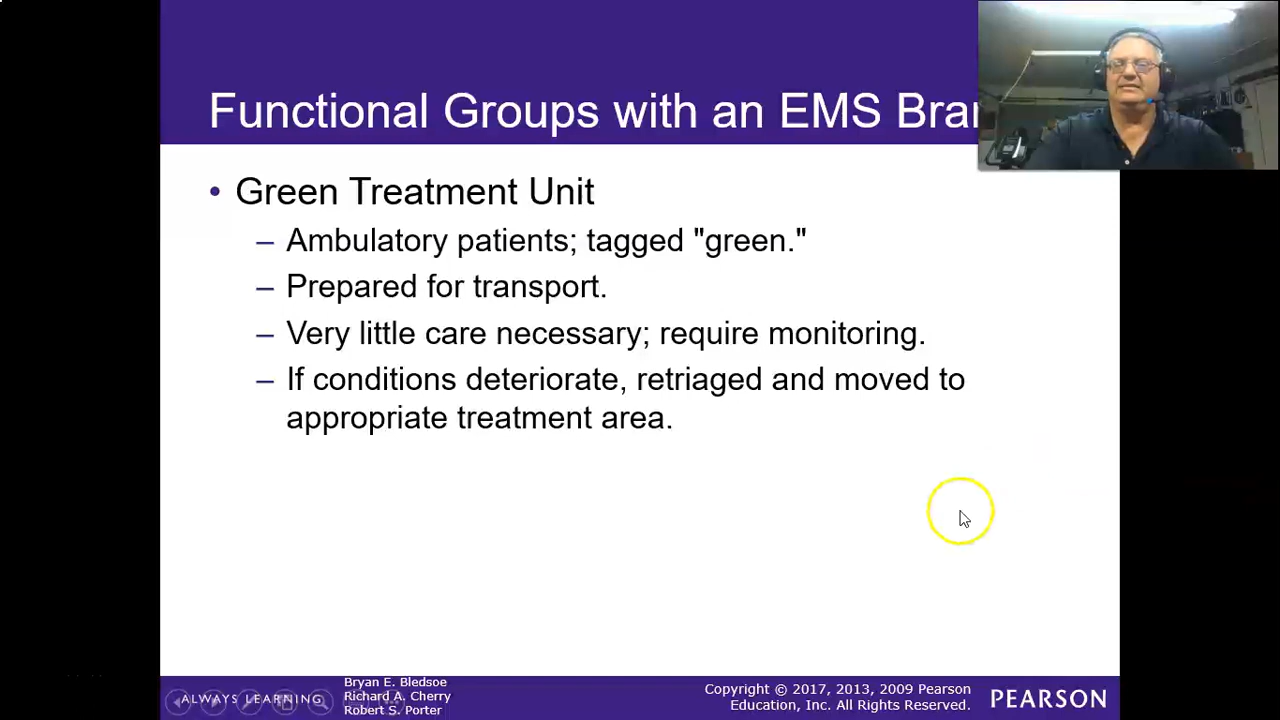 Functional Groups with an EMS Bran
• Green Treatment Unit
– Ambulatory patients; tagged "green."
– Prepared for transport.
– Very little care necessary; require monitoring.
– If conditions deteriorate, retriaged and moved to
appropriate treatment area.
ALWAYS LEARNING
Bryan E. Bledsoe
Richard A. Cherry
Robert S. Porter
Copyright © 2017, 2013, 2009 Pearson
Education, Inc. All Rights Reserved.
PEARSON